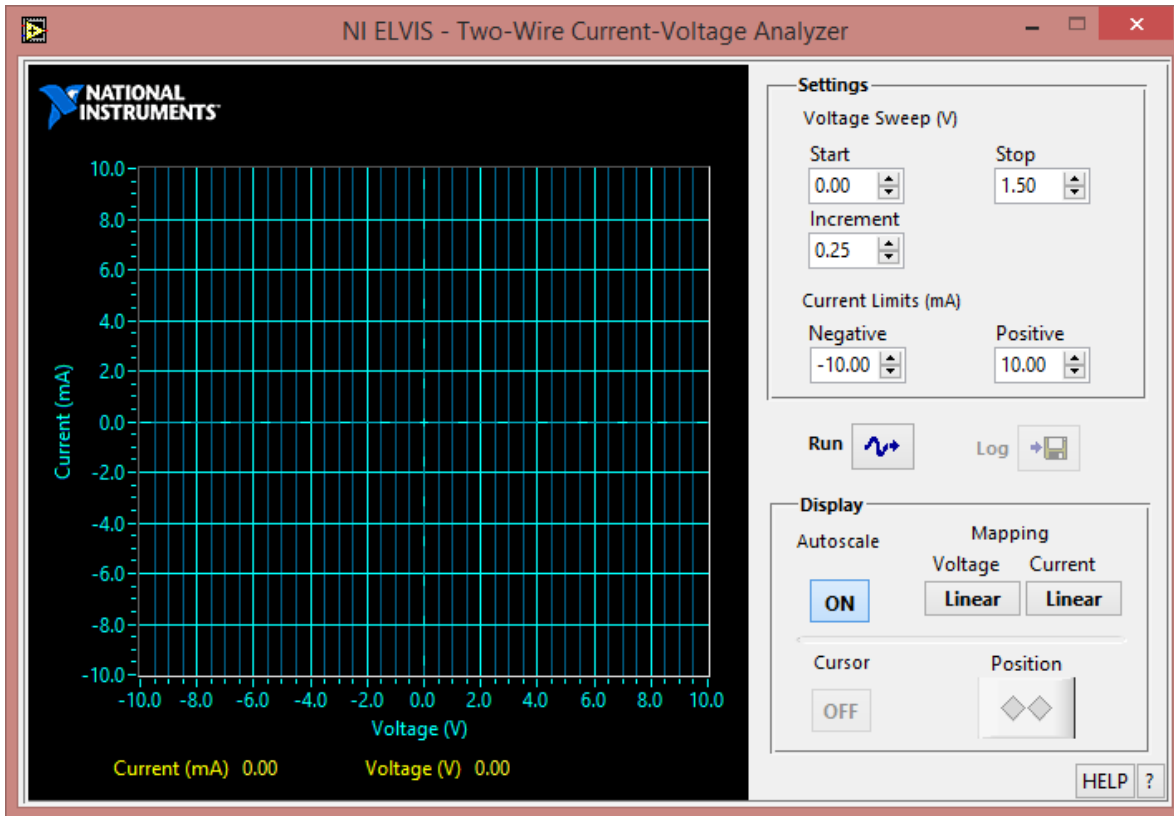 NI ELVIS - Two-Wire Current-Voltage Analyzer
NATIONAL
INSTRUMENTS™
10.0
8.0
6.0
4.0
2.0
0.0
-2.0
-4.0
-6.0
-8.0
-10.0
Current (mA)
-10.0 -8.0 -6.0 -4.0 -2.0 0.0 2.0 4.0 6.0 8.0 10.0
Voltage (V)
Current (mA) 0.00 Voltage (V) 0.00
Settings
Voltage Sweep (V)
Start Stop
0.00 1.50
Increment
0.25
Current Limits (mA)
Negative Positive
-10.00 10.00
Run Log
Display
Autoscale Mapping
Voltage Current
ON Linear Linear
Cursor Position
OFF
HELP ?